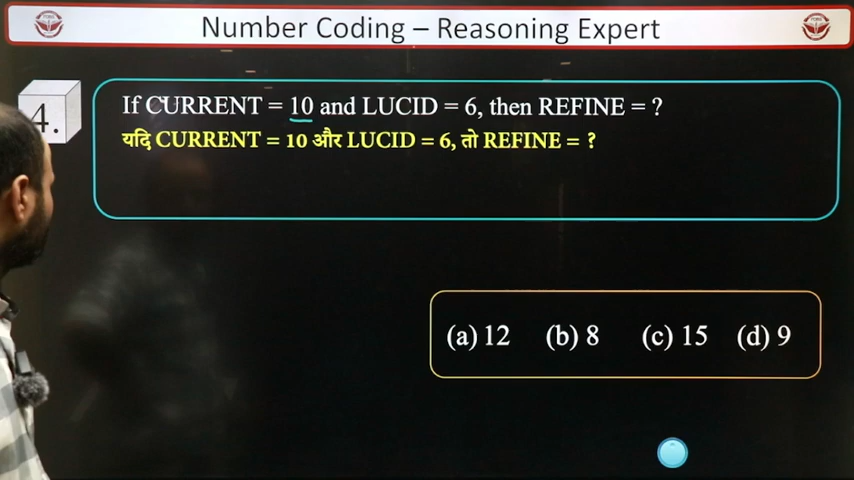 Number Coding – Reasoning Expert
4.
If CURRENT = 10 and LUCID = 6, then REFINE = ?
यदि CURRENT = 10 और LUCID = 6, तो REFINE = ?
(a) 12 (b) 8 (c) 15 (d) 9